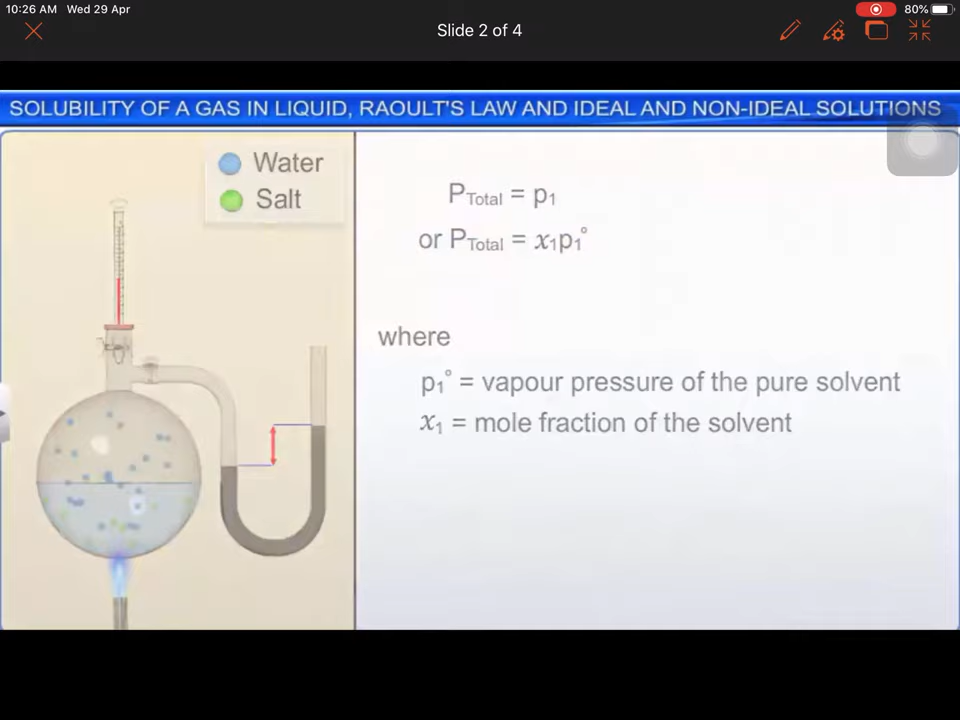 10:26 AM Wed 29 Apr
80%
Slide 2 of 4
SOLUBILITY OF A GAS IN LIQUID, RAOULT'S LAW AND IDEAL AND NON-IDEAL SOLUTIONS
Water
Salt
P_Total = p₁
or P_Total = x₁p₁°
where
p₁° = vapour pressure of the pure solvent
x₁ = mole fraction of the solvent